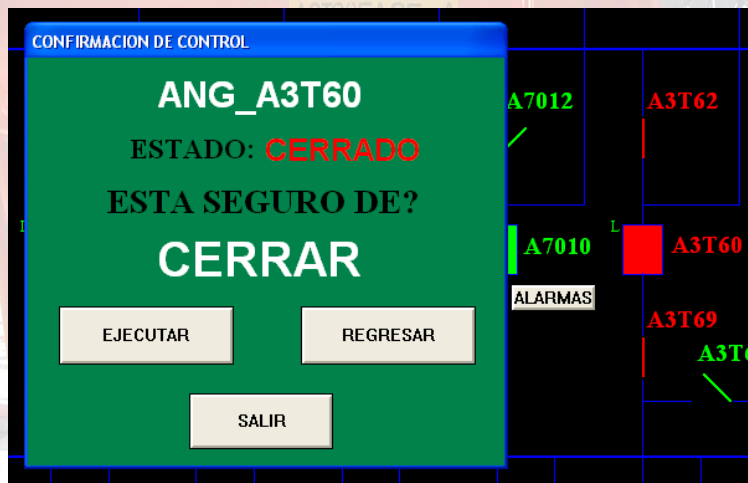 CONFIRMACION DE CONTROL
ANG_A3T60
ESTADO: CERRADO
ESTA SEGURO DE?
CERRAR
EJECUTAR
REGRESAR
SALIR
A7012
A3T62
L
A7010
A3T60
ALARMAS
A3T69